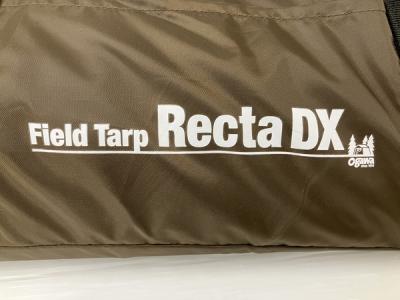 Field Tarp Recta DX
ogawa